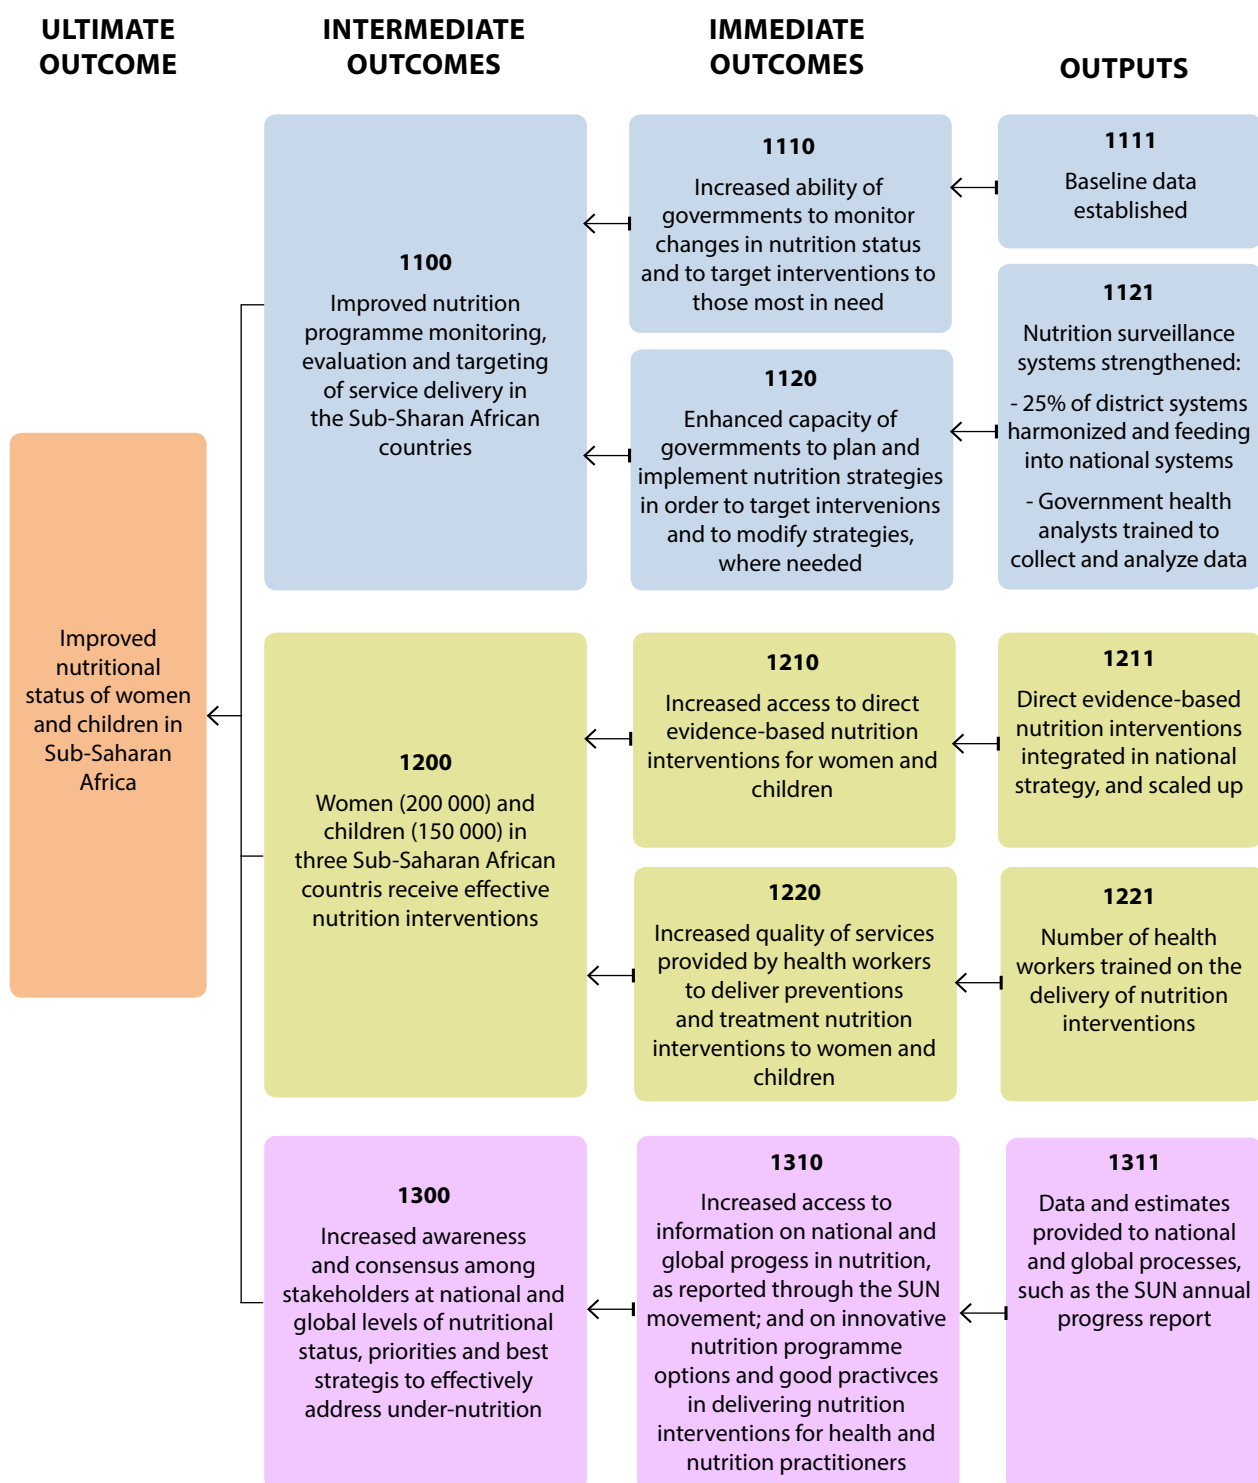 ULTIMATE
OUTCOME
INTERMEDIATE
OUTCOMES
IMMEDIATE
OUTCOMES
OUTPUTS
Improved
nutritional
status of women
and children in
Sub-Saharan
Africa
1100
Improved nutrition
programme monitoring,
evaluation and targeting
of service delivery in
the Sub-Sharan African
countries
1110
Increased ability of
governments to monitor
changes in nutrition status
and to target interventions to
those most in need
1111
Baseline data
established
1120
Enhanced capacity of
governments to plan and
implement nutrition strategies
in order to target intervenions
and to modify strategies,
where needed
1121
Nutrition surveillance
systems strengthened:
- 25% of district systems
harmonized and feeding
into national systems
- Government health
analysts trained to
collect and analyze data
1200
Women (200 000) and
children (150 000) in
three Sub-Saharan African
countris receive effective
nutrition interventions
1210
Increased access to direct
evidence-based nutrition
interventions for women and
children
1211
Direct evidence-based
nutrition interventions
integrated in national
strategy, and scaled up
1220
Increased quality of services
provided by health workers
to deliver preventions
and treatment nutrition
interventions to women and
children
1221
Number of health
workers trained on the
delivery of nutrition
interventions
1300
Increased awareness
and consensus among
stakeholders at national and
global levels of nutritional
status, priorities and best
strategis to effectively
address under-nutrition
1310
Increased access to
information on national and
global progess in nutrition,
as reported through the SUN
movement; and on innovative
nutrition programme
options and good practivces
in delivering nutrition
interventions for health and
nutrition practitioners
1311
Data and estimates
provided to national
and global processes,
such as the SUN annual
progress report